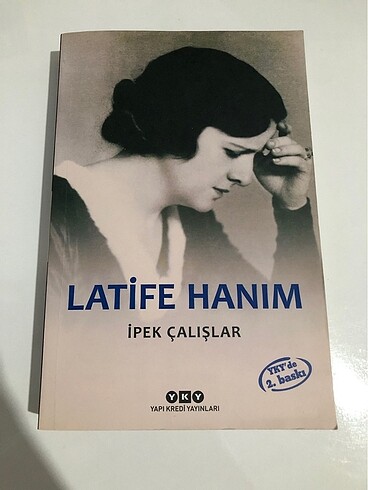 LATİFE HANIM
İPEK ÇALIŞLAR
YKY'de
2. baskı
YKY
YAPI KREDİ YAYINLARI